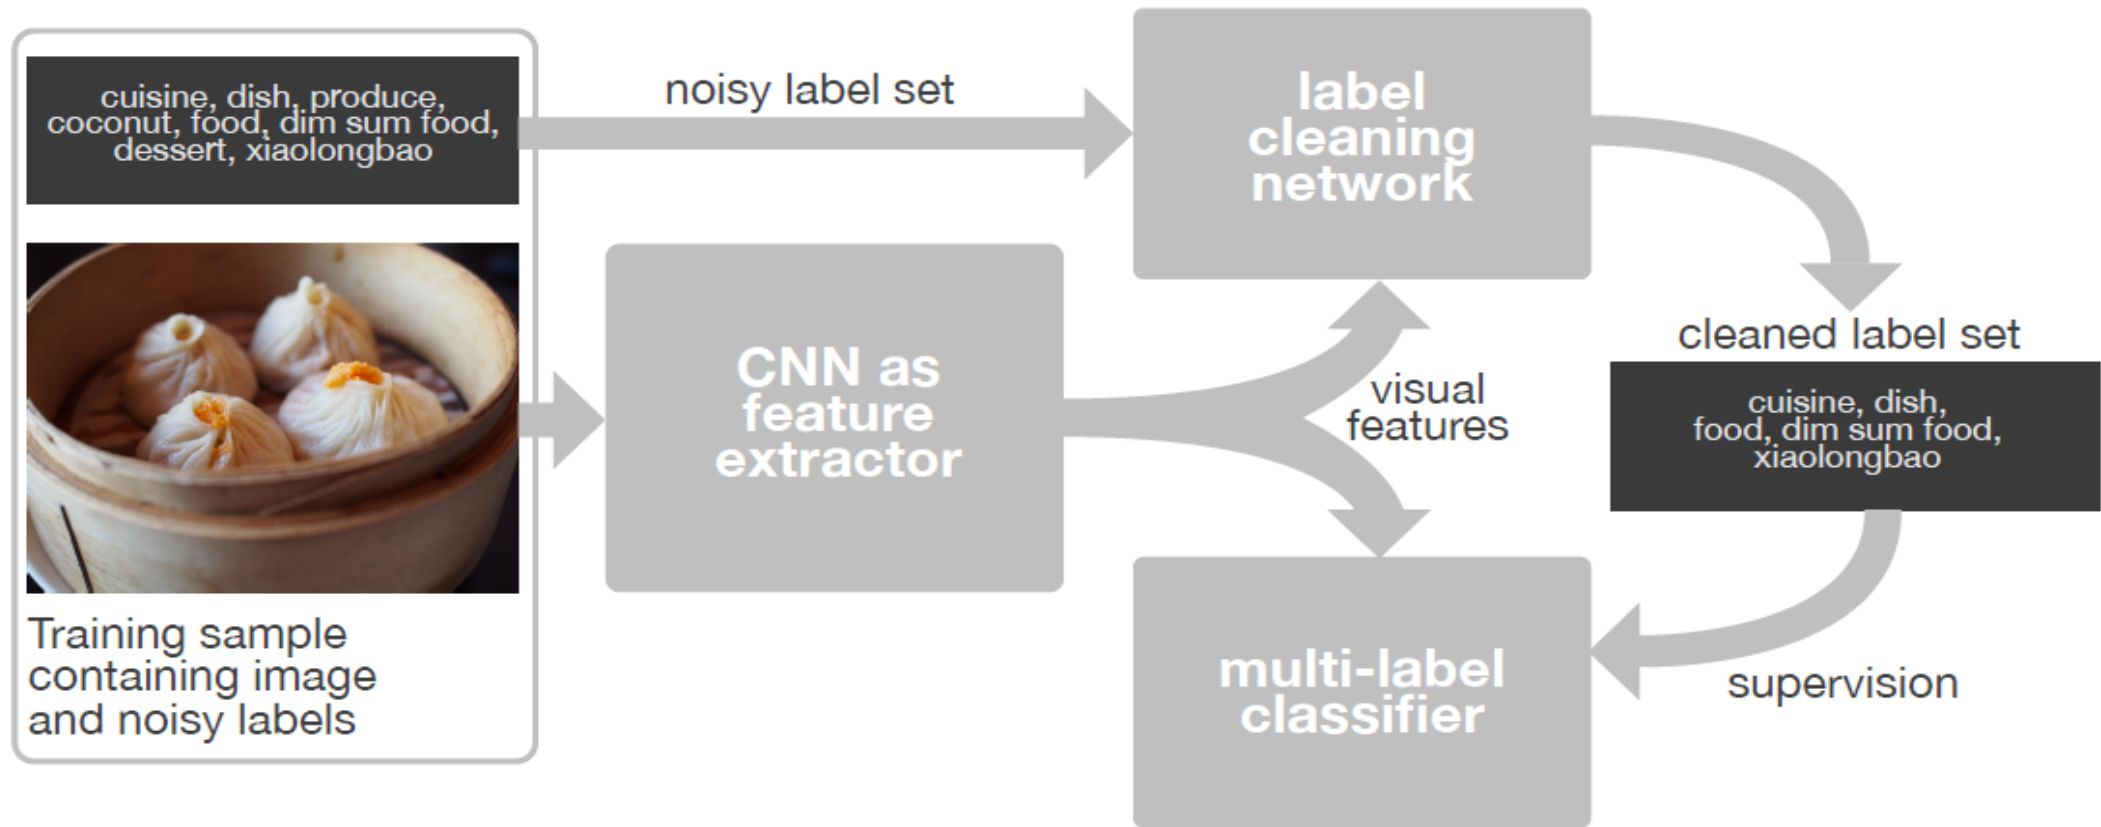 cuisine, dish, produce,
coconut, food, dim sum food,
dessert, xiaolongbao
Training sample
containing image
and noisy labels
noisy label set
CNN as
feature
extractor
label
cleaning
network
visual
features
multi-label
classifier
cleaned label set
cuisine, dish,
food, dim sum food,
xiaolongbao
supervision